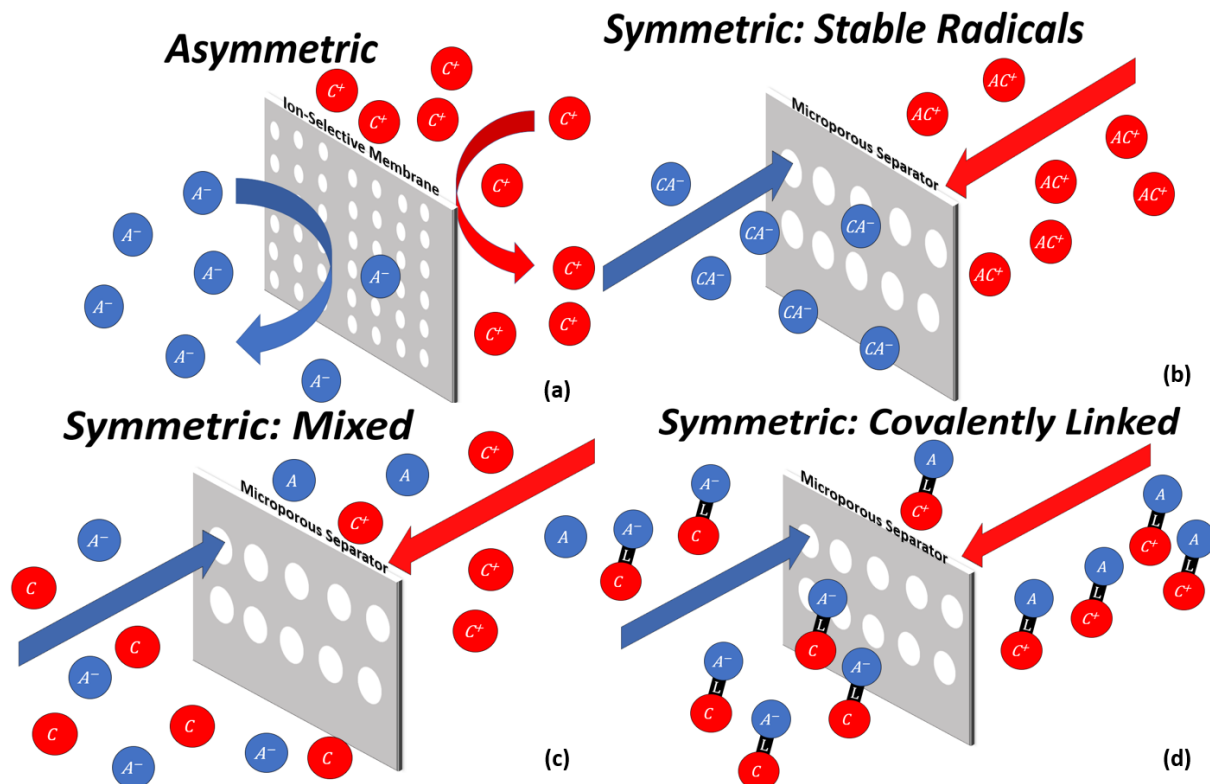 Asymmetric
Ion-Selective Membrane
C⁺
C⁺
C⁺
C⁺
C⁺
C⁺
C⁺
C⁺
C⁺
A⁻
A⁻
A⁻
A⁻
A⁻
A⁻
A⁻
(a)
Symmetric: Stable Radicals
Microporous Separator
CA⁻
CA⁻
CA⁻
CA⁻
CA⁻
CA⁻
AC⁺
AC⁺
AC⁺
AC⁺
AC⁺
AC⁺
AC⁺
(b)
Symmetric: Mixed
Microporous Separator
A
A
C⁺
C⁺
C⁺
C⁺
A⁻
C
C
A⁻
C
C
A⁻
A⁻
C
(c)
Symmetric: Covalently Linked
Microporous Separator
A
L
C⁺
A⁻
L
C
A
A⁻
L
C
A
L
C⁺
A
L
C⁺
A
L
C⁺
A
L
C⁺
A⁻
L
C
A⁻
L
C
A⁻
L
C
A⁻
L
C
(d)